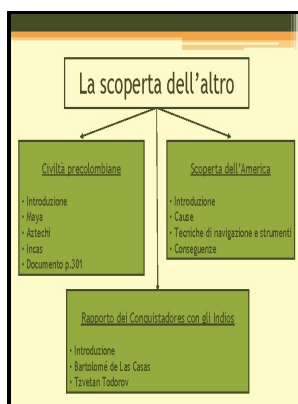 La scoperta dell'altro
Civiltà precolombiane
• Introduzione
• Maya
• Aztechi
• Incas
• Documento p.301
Scoperta dell'America
• Introduzione
• Cause
• Tecniche di navigazione e strumenti
• Conseguenze
Rapporto dei Conquistadores con gli Indios
• Introduzione
• Bartolomé de Las Casas
• Tzvetan Todorov